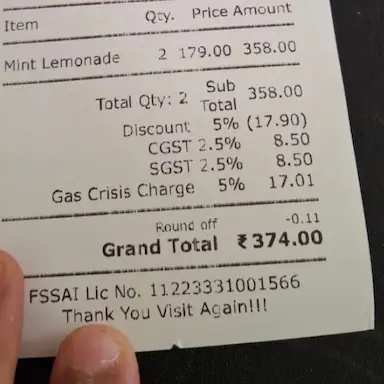 Item Qty. Price Amount
Mint Lemonade 2 179.00 358.00
Total Qty: 2 Sub Total 358.00
Discount 5% (17.90)
CGST 2.5% 8.50
SGST 2.5% 8.50
Gas Crisis Charge 5% 17.01
Round off -0.11
Grand Total ₹374.00
FSSAI Lic No. 11223331001566
Thank You Visit Again!!!